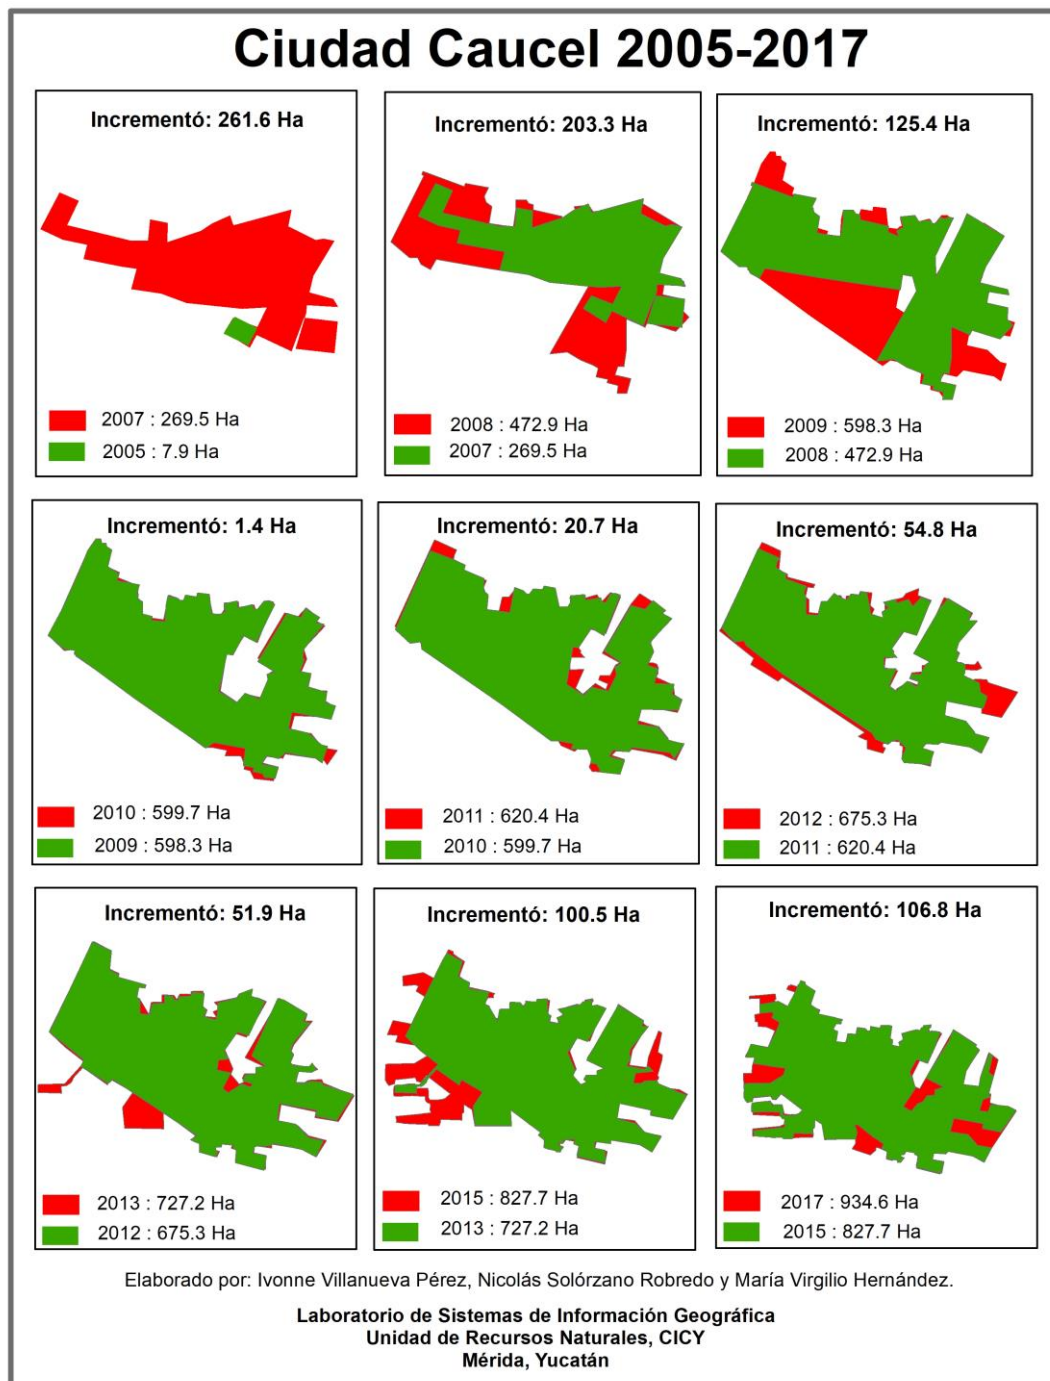 Ciudad Caucel 2005-2017
Incrementó: 261.6 Ha
2007 : 269.5 Ha
2005 : 7.9 Ha
Incrementó: 203.3 Ha
2008 : 472.9 Ha
2007 : 269.5 Ha
Incrementó: 125.4 Ha
2009 : 598.3 Ha
2008 : 472.9 Ha
Incrementó: 1.4 Ha
2010 : 599.7 Ha
2009 : 598.3 Ha
Incrementó: 20.7 Ha
2011 : 620.4 Ha
2010 : 599.7 Ha
Incrementó: 54.8 Ha
2012 : 675.3 Ha
2011 : 620.4 Ha
Incrementó: 51.9 Ha
2013 : 727.2 Ha
2012 : 675.3 Ha
Incrementó: 100.5 Ha
2015 : 827.7 Ha
2013 : 727.2 Ha
Incrementó: 106.8 Ha
2017 : 934.6 Ha
2015 : 827.7 Ha
Elaborado por: Ivonne Villanueva Pérez, Nicolás Solórzano Robredo y María Virgilio Hernández.
Laboratorio de Sistemas de Información Geográfica
Unidad de Recursos Naturales, CICY
Mérida, Yucatán